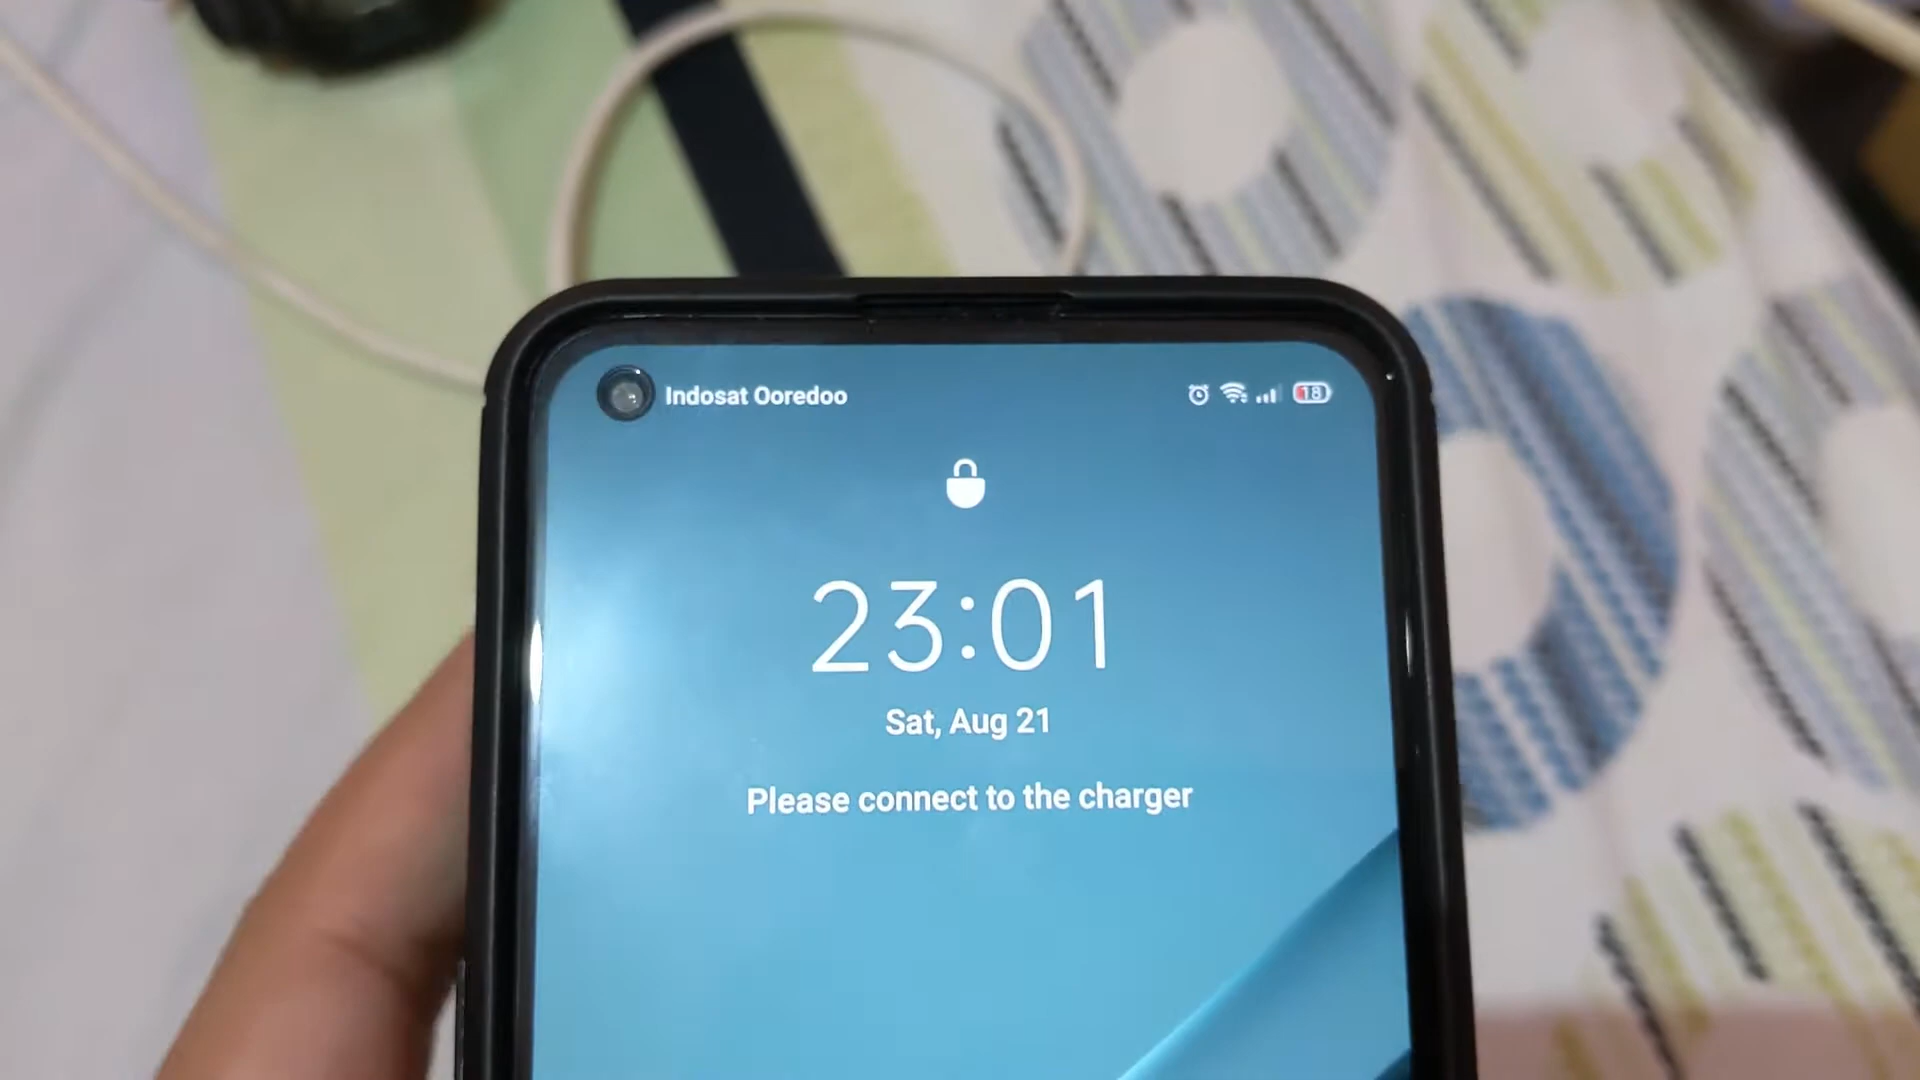 Indosat Ooredoo
18
23:01
Sat, Aug 21
Please connect to the charger